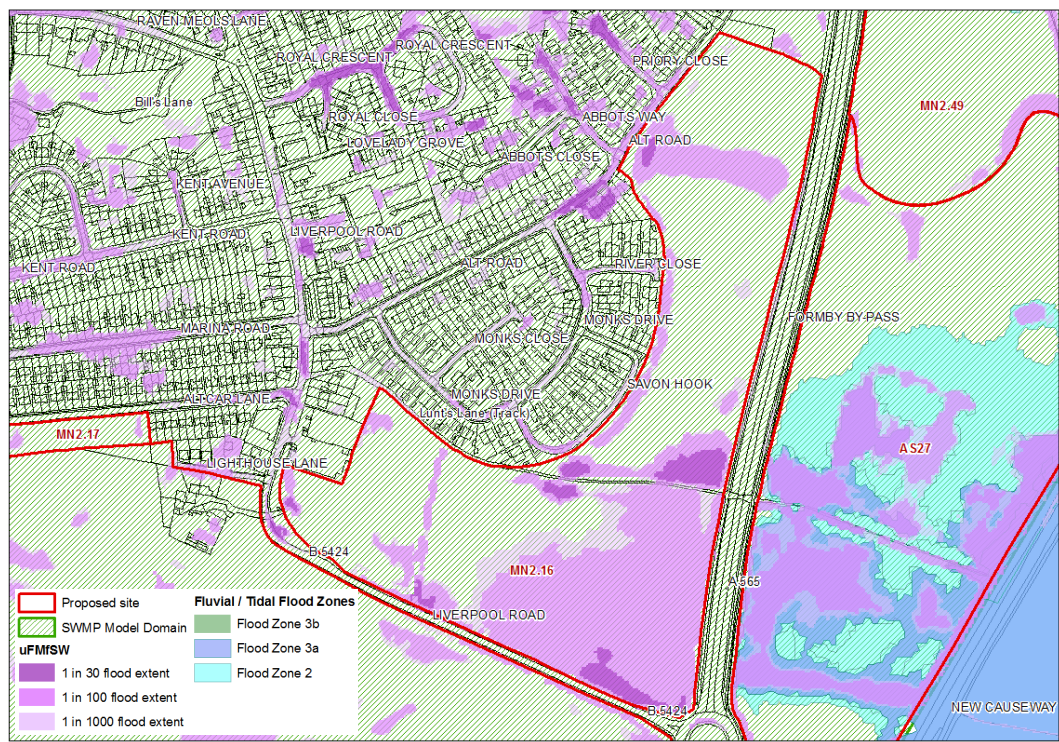 RAVEN MEOLS LANE
ROYAL CRESCENT
ROYAL CRESCENT
PRIORY CLOSE
Bill's Lane
MN2.49
ROYAL CLOSE
ABBOTS WAY
LOVELADY GROVE
ALT ROAD
ABBOTS CLOSE
KENT AVENUE
KENT ROAD
LIVERPOOL ROAD
KENT ROAD
ALT ROAD
RIVER CLOSE
MARINA ROAD
MONKS CLOSE
MONKS DRIVE
FORMBY BY PASS
SAVON HOOK
ALTCAR LANE
MONKS DRIVE
Lunt's Lane (Track)
MN2.17
AS27
LIGHTHOUSE LANE
B 5424
MN2.16
A 565
LIVERPOOL ROAD
B 5424
NEW CAUSEWAY
Proposed site
SWMP Model Domain
uFMfSW
1 in 30 flood extent
1 in 100 flood extent
1 in 1000 flood extent
Fluvial / Tidal Flood Zones
Flood Zone 3b
Flood Zone 3a
Flood Zone 2